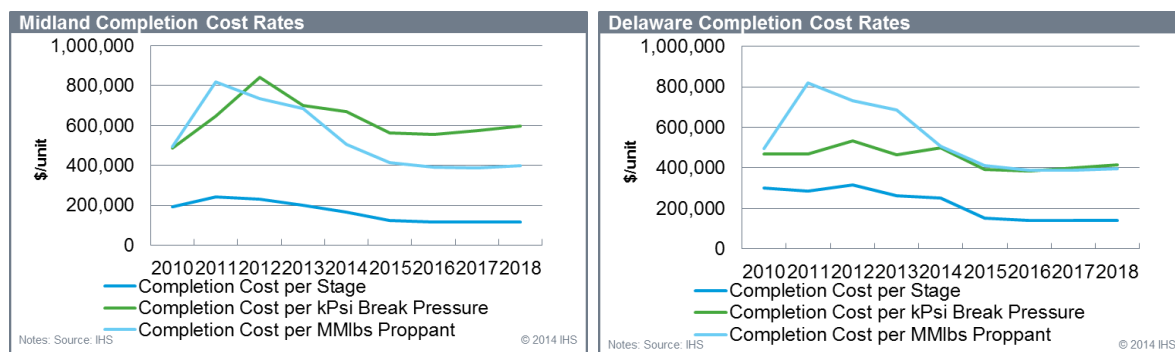 Midland Completion Cost Rates
1,000,000
800,000
600,000
400,000
200,000
0
$/unit
2010 2011 2012 2013 2014 2015 2016 2017 2018
Completion Cost per Stage
Completion Cost per kPsi Break Pressure
Completion Cost per MMlbs Proppant
Notes: Source: IHS
© 2014 IHS
Delaware Completion Cost Rates
1,000,000
800,000
600,000
400,000
200,000
0
$/unit
2010 2011 2012 2013 2014 2015 2016 2017 2018
Completion Cost per Stage
Completion Cost per kPsi Break Pressure
Completion Cost per MMlbs Proppant
Notes: Source: IHS
© 2014 IHS